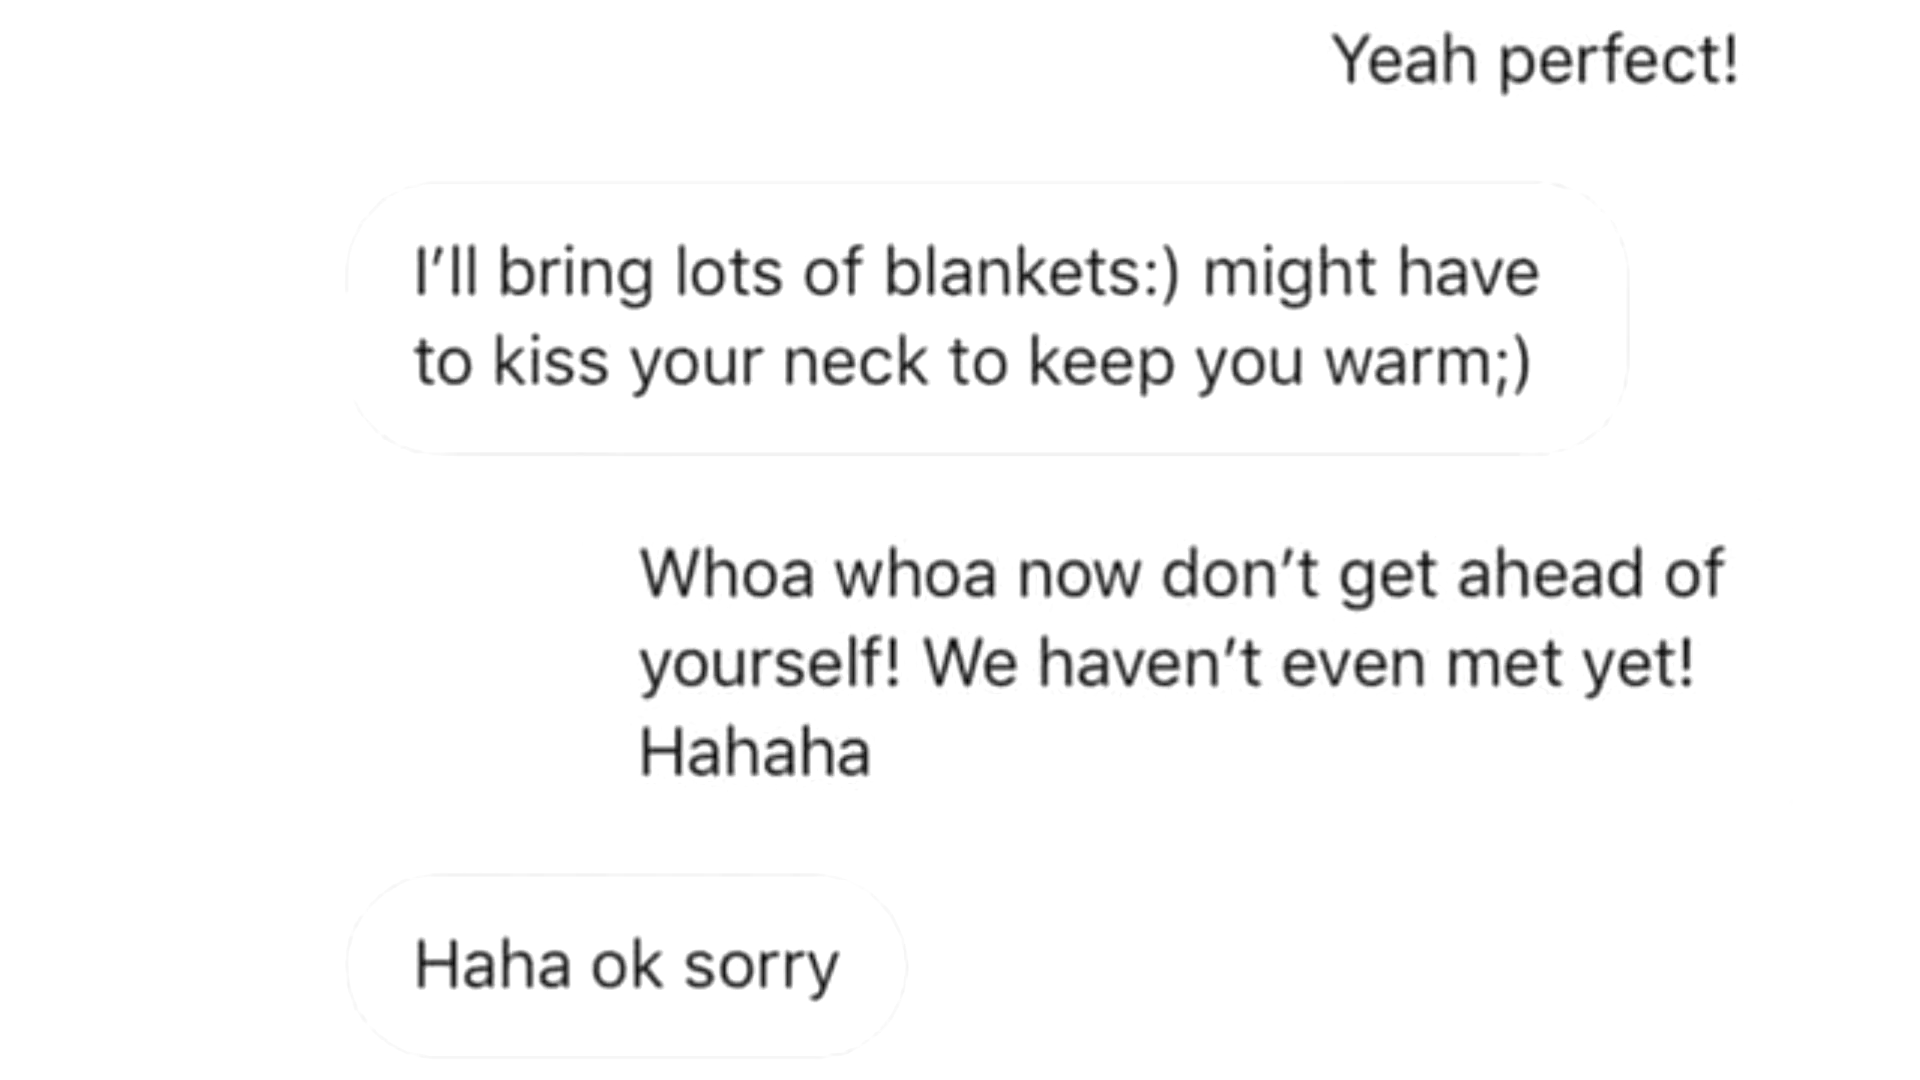 Yeah perfect!
I’ll bring lots of blankets:) might have
to kiss your neck to keep you warm;)
Whoa whoa now don’t get ahead of
yourself! We haven’t even met yet!
Hahaha
Haha ok sorry